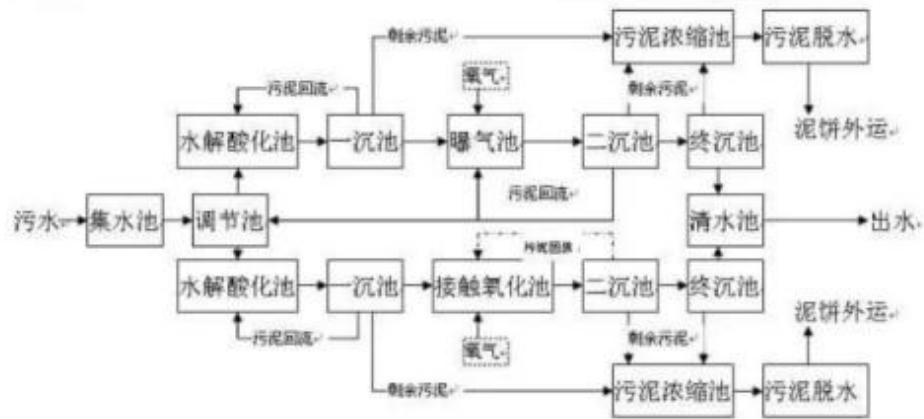 剩余污泥
污泥浓缩池
污泥脱水
氧气
污泥回流
剩余污泥
泥饼外运
水解酸化池
一沉池
曝气池
二沉池
终沉池
污泥回流
污水
集水池
调节池
清水池
出水
污泥回流
水解酸化池
一沉池
接触氧化池
二沉池
终沉池
泥饼外运
污泥回流
氧气
剩余污泥
剩余污泥
污泥浓缩池
污泥脱水